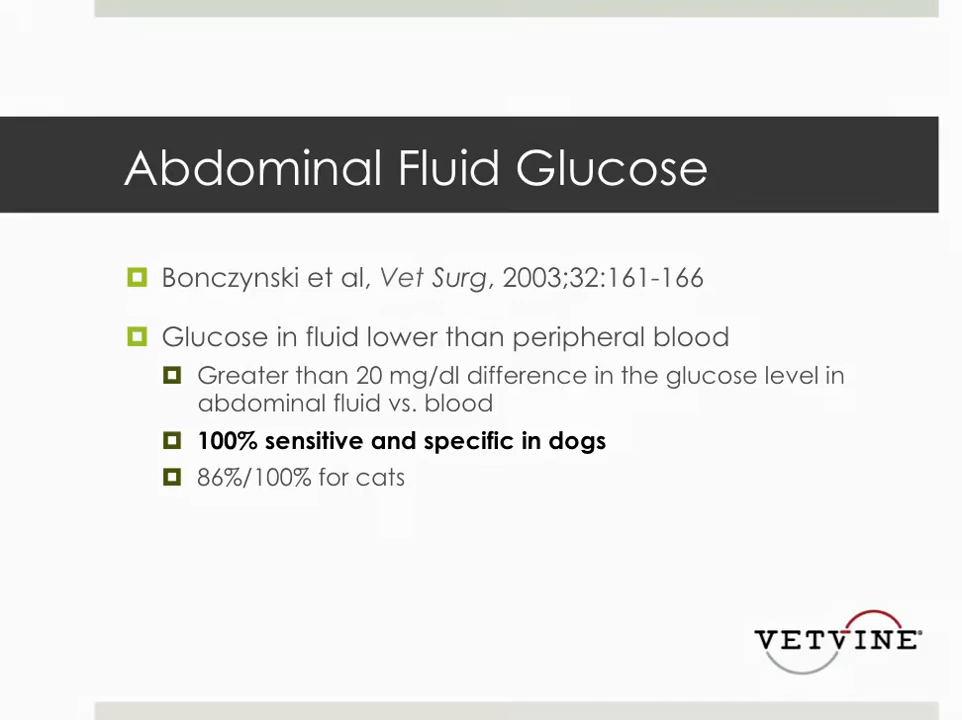 Abdominal Fluid Glucose
Bonczynski et al, Vet Surg, 2003;32:161-166
Glucose in fluid lower than peripheral blood
Greater than 20 mg/dl difference in the glucose level in
abdominal fluid vs. blood
100% sensitive and specific in dogs
86%/100% for cats
VETVINE®